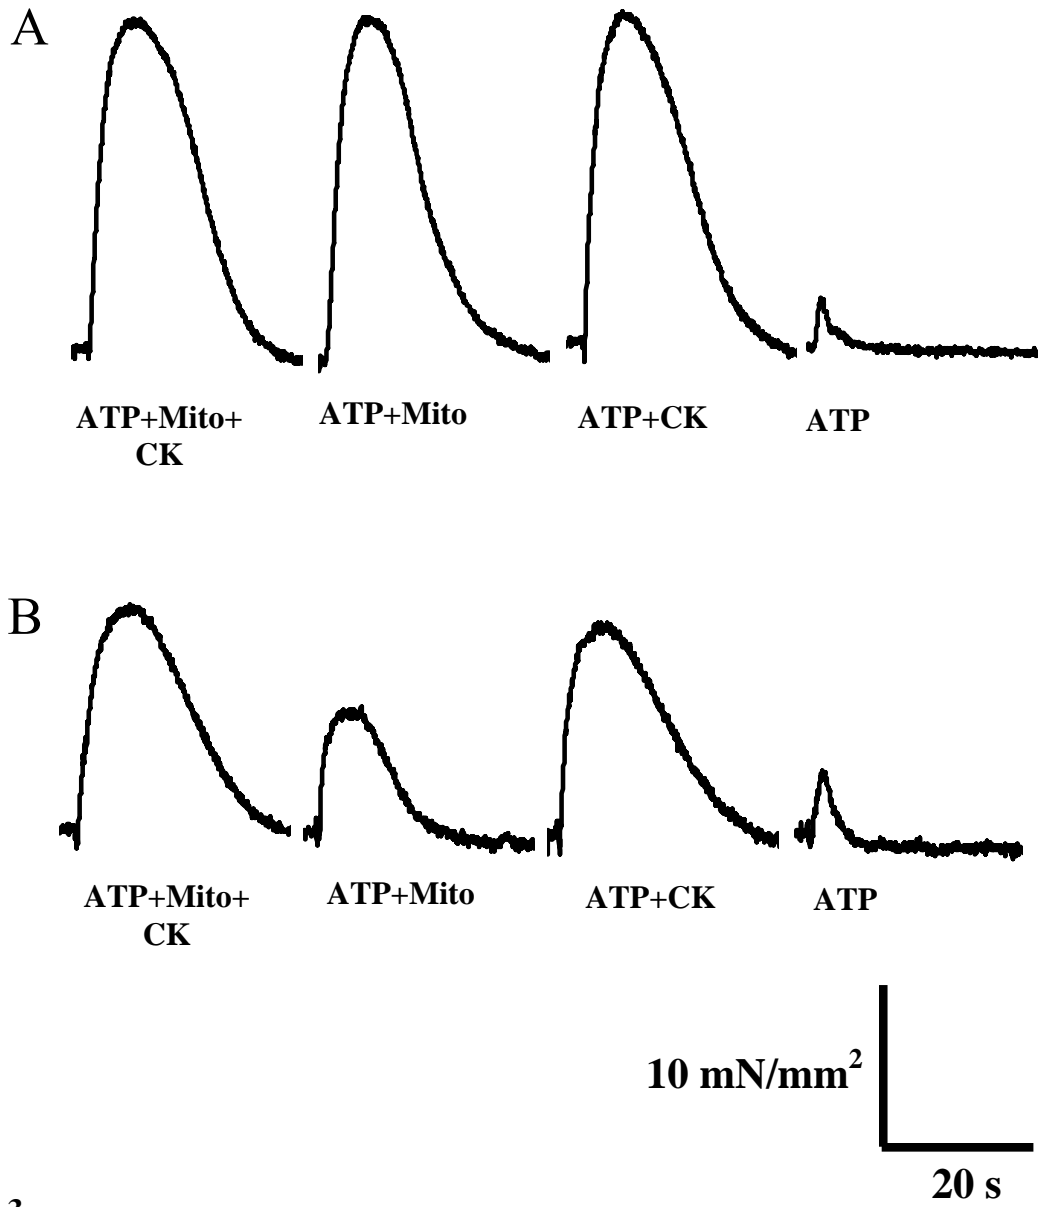 A
ATP+Mito+
CK
ATP+Mito
ATP+CK
ATP
B
ATP+Mito+
CK
ATP+Mito
ATP+CK
ATP
10 mN/mm²
20 s